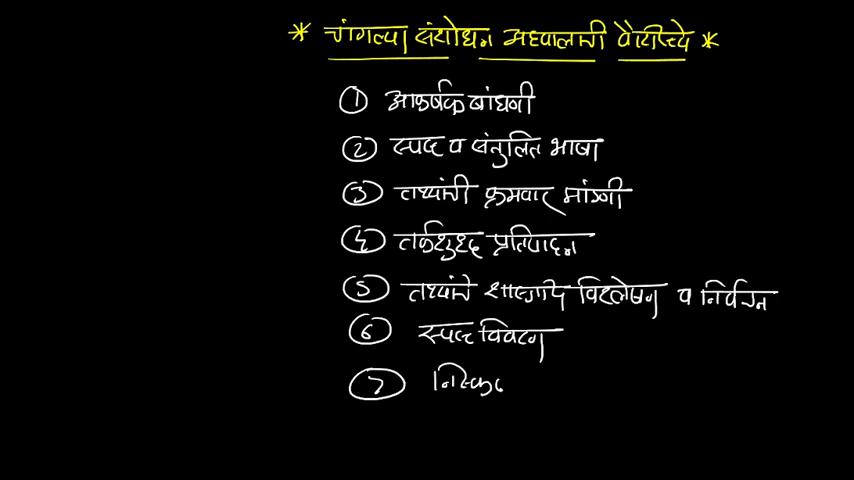 * चांगल्या संशोधन अहवालाची वैशिष्ट्ये *
① आकर्षक बांधणी
② स्पष्ट व संतुलित भाषा
③ तथ्यांची क्रमवार मांडणी
④ तर्कशुध्द प्रतिपादन
⑤ तथ्यांचे शास्त्रीय विश्लेषण व निर्वचन
⑥ स्पष्ट विवरण
⑦